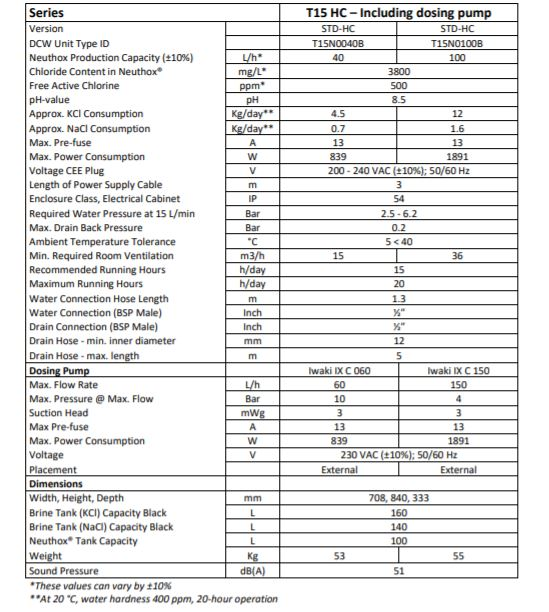 Series T15 HC – Including dosing pump
Version STD-HC STD-HC
DCW Unit Type ID T15N0040B T15N0100B
Neuthox Production Capacity (±10%) L/h* 40 100
Chloride Content in Neuthox® mg/L* 3800
Free Active Chlorine ppm* 500
pH-value pH 8.5
Approx. KCl Consumption Kg/day** 4.5 12
Approx. NaCl Consumption Kg/day** 0.7 1.6
Max. Pre-fuse A 13 13
Max. Power Consumption W 839 1891
Voltage CEE Plug V 200 - 240 VAC (±10%); 50/60 Hz
Length of Power Supply Cable m 3
Enclosure Class, Electrical Cabinet IP 54
Required Water Pressure at 15 L/min Bar 2.5 - 6.2
Max. Drain Back Pressure Bar 0.2
Ambient Temperature Tolerance °C 5 < 40
Min. Required Room Ventilation m3/h 15 36
Recommended Running Hours h/day 15
Maximum Running Hours h/day 20
Water Connection Hose Length m 1.3
Water Connection (BSP Male) Inch ½"
Drain Connection (BSP Male) Inch ½"
Drain Hose - min. inner diameter mm 12
Drain Hose - max. length m 5
Dosing Pump Iwaki IX C 060 Iwaki IX C 150
Max. Flow Rate L/h 60 150
Max. Pressure @ Max. Flow Bar 10 4
Suction Head mWg 3 3
Max Pre-fuse A 13 13
Max. Power Consumption W 839 1891
Voltage V 230 VAC (±10%); 50/60 Hz
Placement External External
Dimensions
Width, Height, Depth mm 708, 840, 333
Brine Tank (KCl) Capacity Black L 160
Brine Tank (NaCl) Capacity Black L 140
Neuthox® Tank Capacity L 100
Weight Kg 53 55
Sound Pressure dB(A) 51
*These values can vary by ±10%
**At 20 °C, water hardness 400 ppm, 20-hour operation